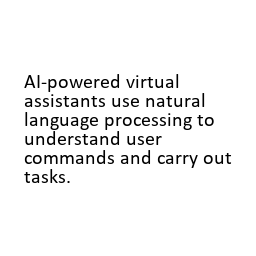 AI-powered virtual
assistants use natural
language processing to
understand user
commands and carry out
tasks.